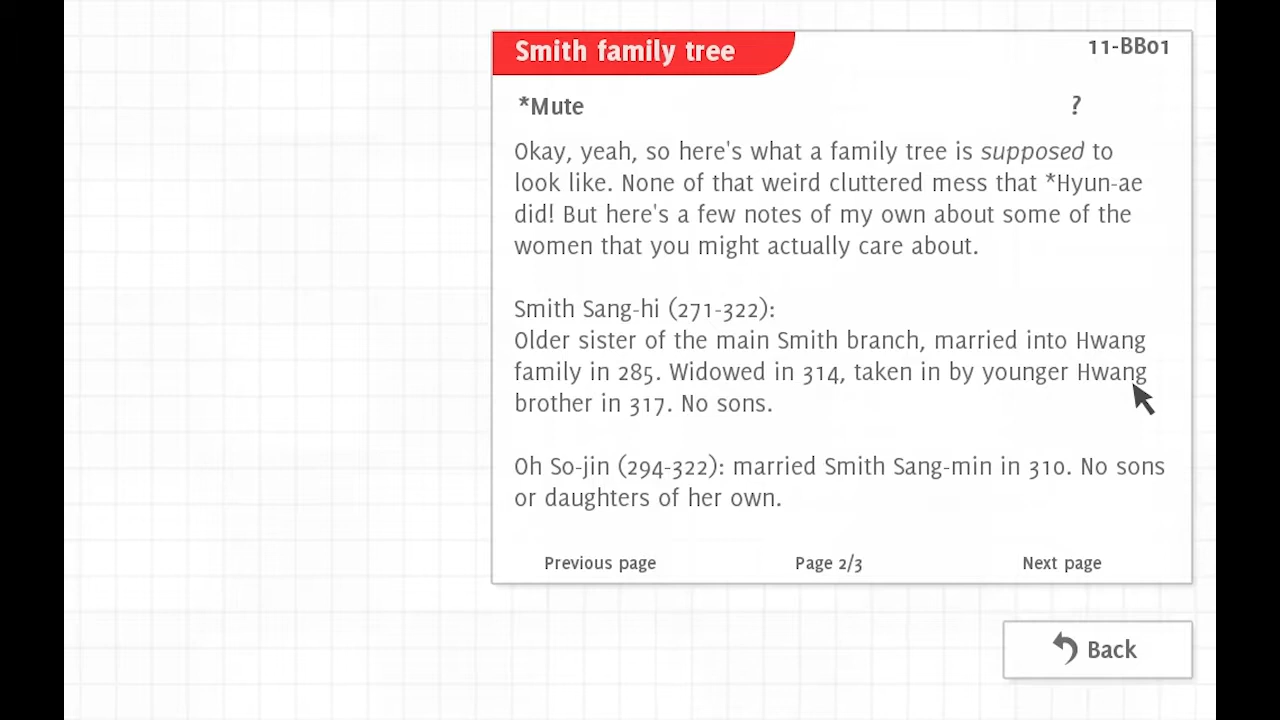 Smith family tree
11-BB01
*Mute
?
Okay, yeah, so here's what a family tree is supposed to
look like. None of that weird cluttered mess that *Hyun-ae
did! But here's a few notes of my own about some of the
women that you might actually care about.
Smith Sang-hi (271-322):
Older sister of the main Smith branch, married into Hwang
family in 285. Widowed in 314, taken in by younger Hwang
brother in 317. No sons.
Oh So-jin (294-322): married Smith Sang-min in 310. No sons
or daughters of her own.
Previous page
Page 2/3
Next page
Back